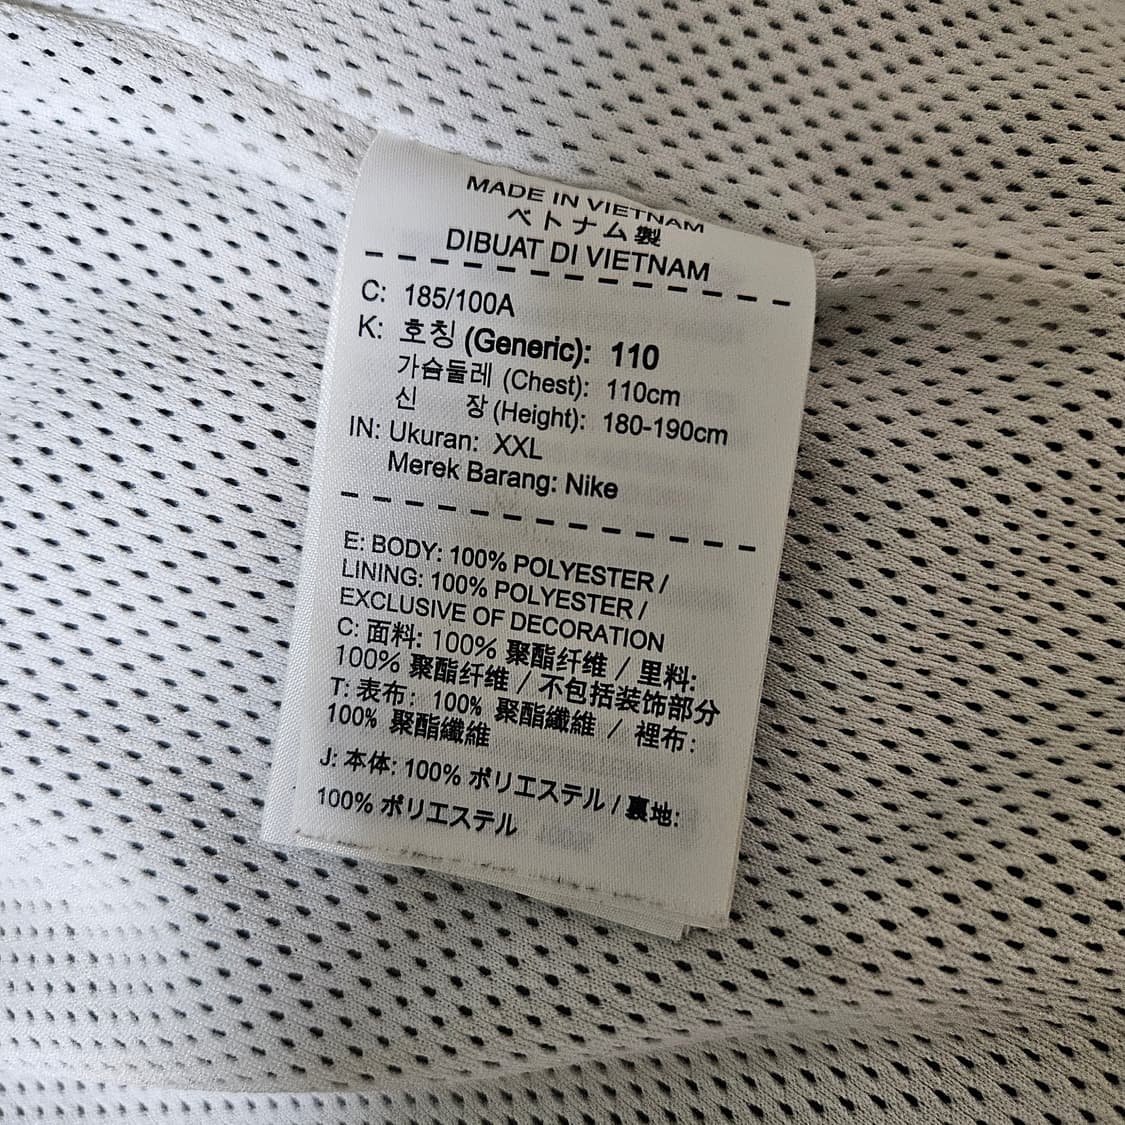 MADE IN VIETNAM
ベトナム製
DIBUAT DI VIETNAM
C: 185/100A
K: 호칭 (Generic): 110
가슴둘레 (Chest): 110cm
신 장 (Height): 180-190cm
IN: Ukuran: XXL
Merek Barang: Nike
E: BODY: 100% POLYESTER /
LINING: 100% POLYESTER /
EXCLUSIVE OF DECORATION
C: 面料: 100% 聚酯纤维 / 里料:
100% 聚酯纤维 / 不包括装饰部分
T: 表布: 100% 聚酯纖維 / 裡布:
100% 聚酯纖維
J: 本体: 100% ポリエステル / 裏地:
100% ポリエステル